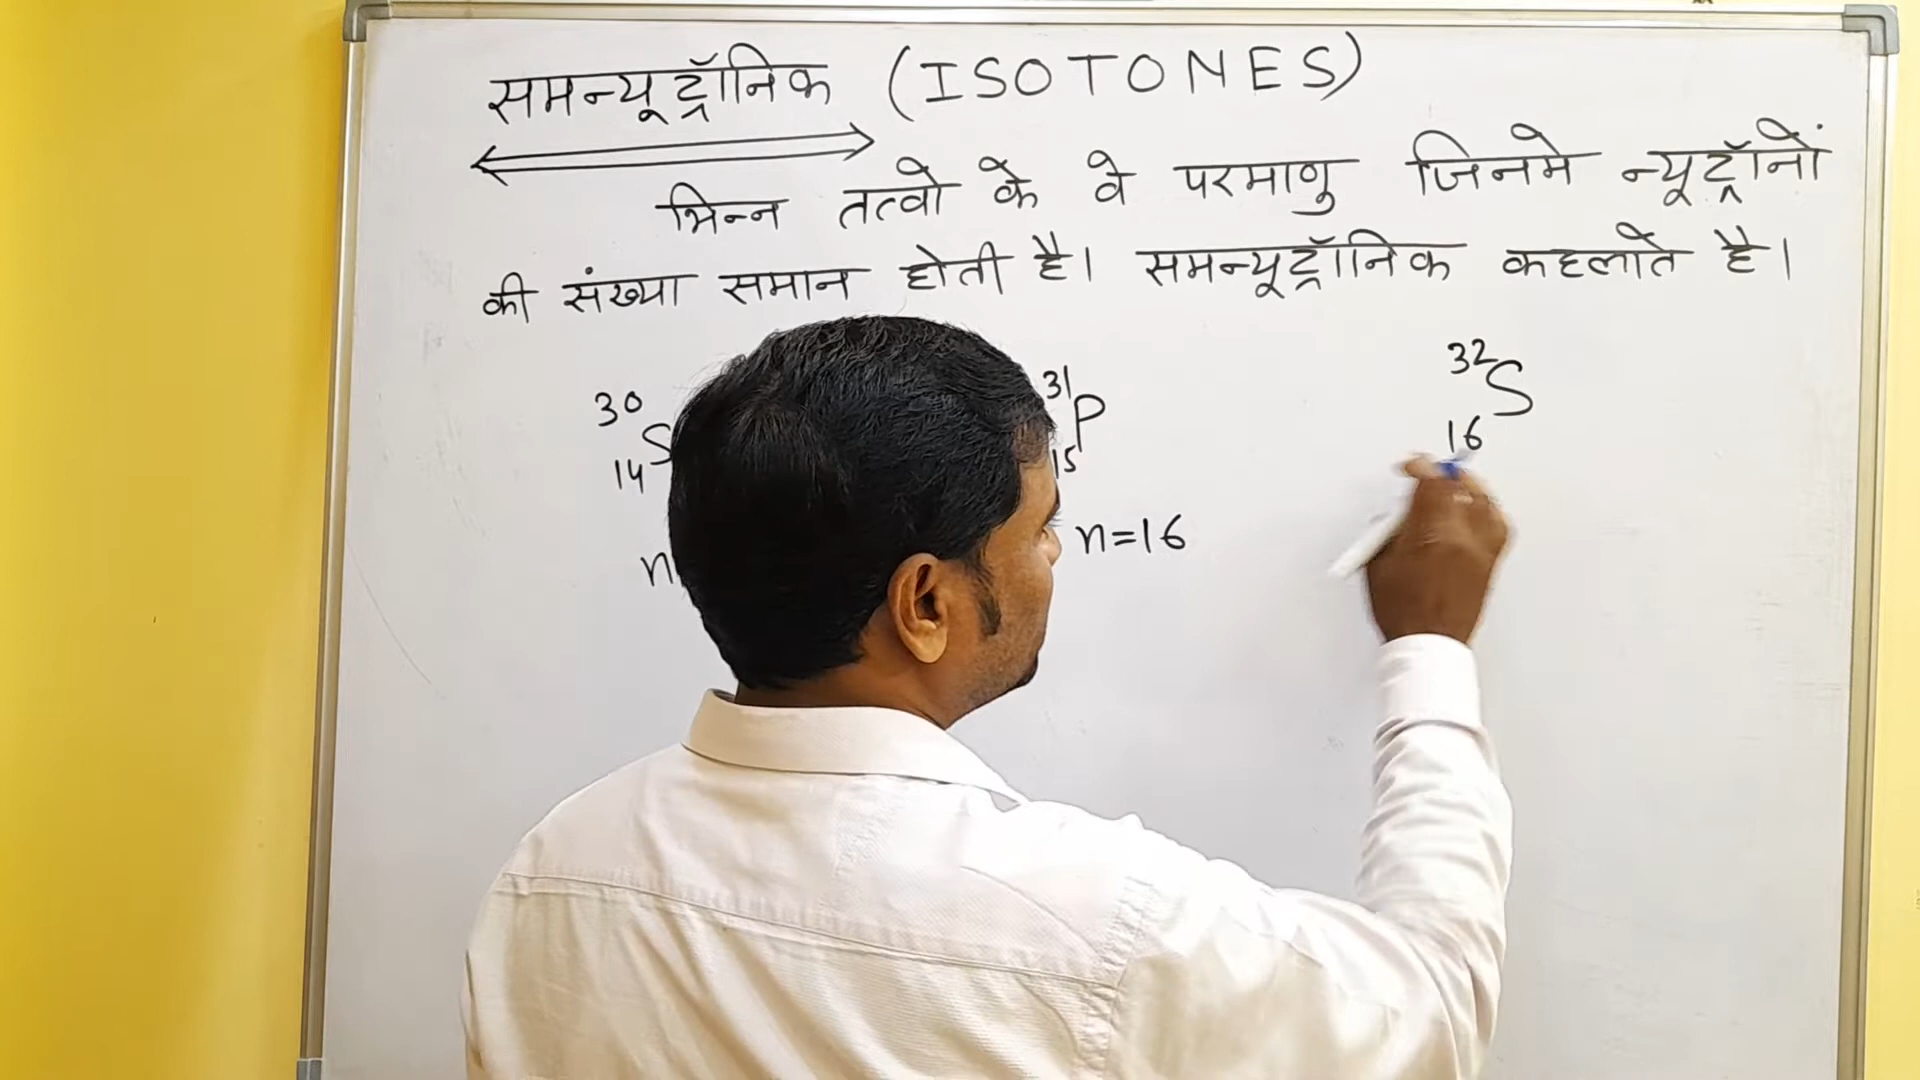 समन्यूट्रॉनिक (ISOTONES)
भिन्न तत्वो के वे परमाणु जिनमे न्यूट्रॉनों
की संख्या समान होती है। समन्यूट्रॉनिक कहलाते है।
30 31 32
S P S
14 15 16
n n=16